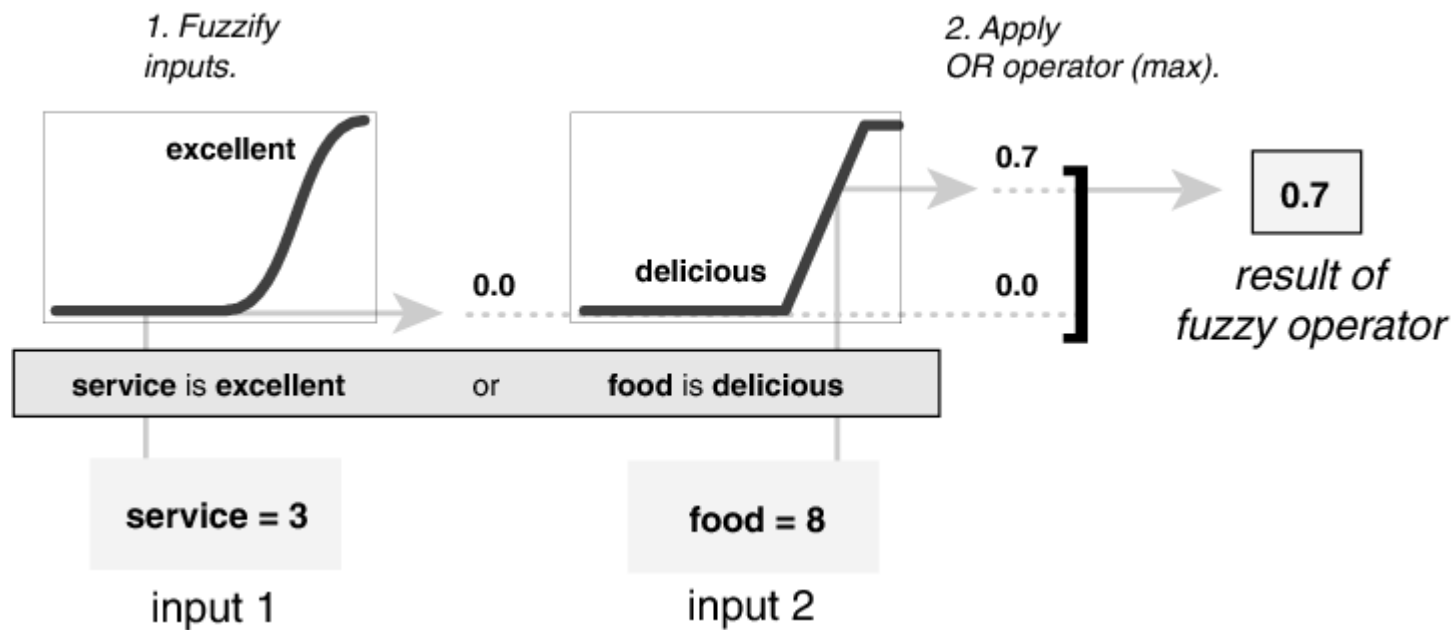 1. Fuzzify
inputs.
2. Apply
OR operator (max).
excellent
0.0
delicious
0.7
0.0
0.7
result of
fuzzy operator
service is excellent or food is delicious
service = 3
food = 8
input 1
input 2